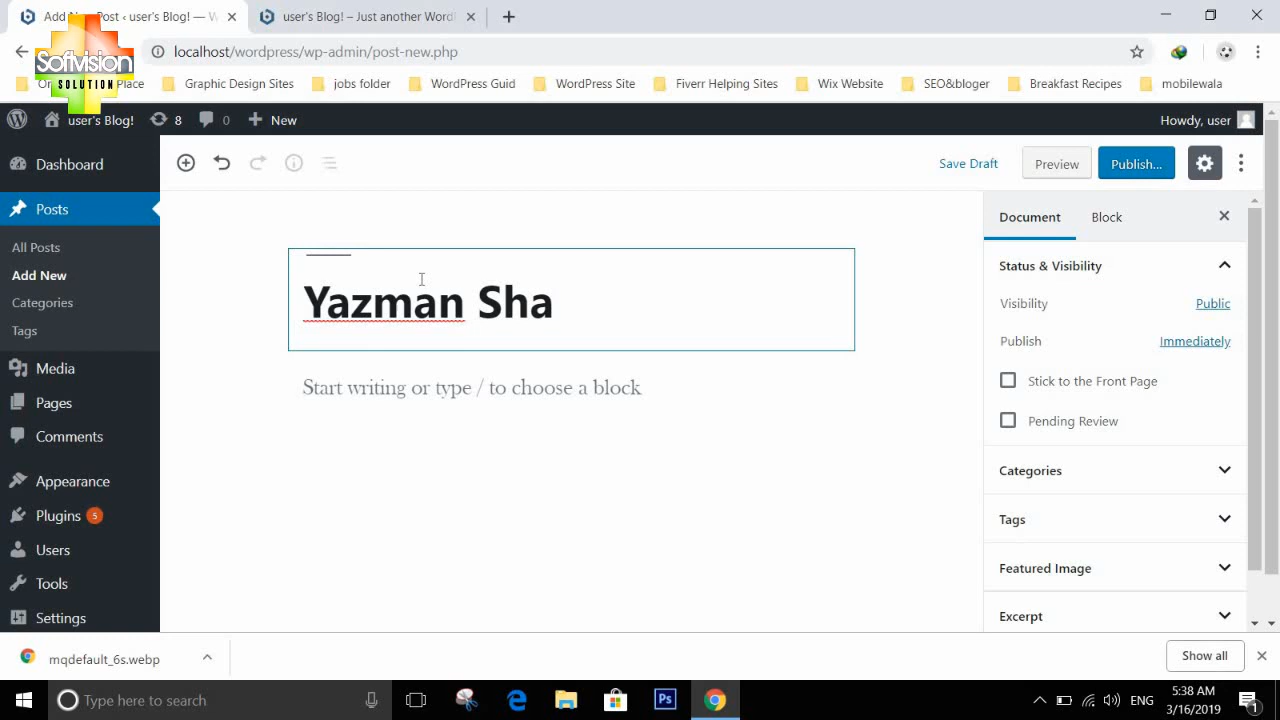 Add New Post ‹ user's Blog! — W
user's Blog! – Just another Word
localhost/wordpress/wp-admin/post-new.php
Place
Graphic Design Sites
jobs folder
WordPress Guid
WordPress Site
Fiverr Helping Sites
Wix Website
SEO&bloger
Breakfast Recipes
mobilewala
Softvision
SOLUTION
user's Blog!
8
0
New
Howdy, user
Dashboard
Posts
All Posts
Add New
Categories
Tags
Media
Pages
Comments
Appearance
Plugins 5
Users
Tools
Settings
Save Draft
Preview
Publish...
Yazman Sha
Start writing or type / to choose a block
Document
Block
Status & Visibility
Visibility
Public
Publish
Immediately
Stick to the Front Page
Pending Review
Categories
Tags
Featured Image
Excerpt
mqdefault_6s.webp
Show all
Type here to search
Ps
ENG
5:38 AM
3/16/2019
1